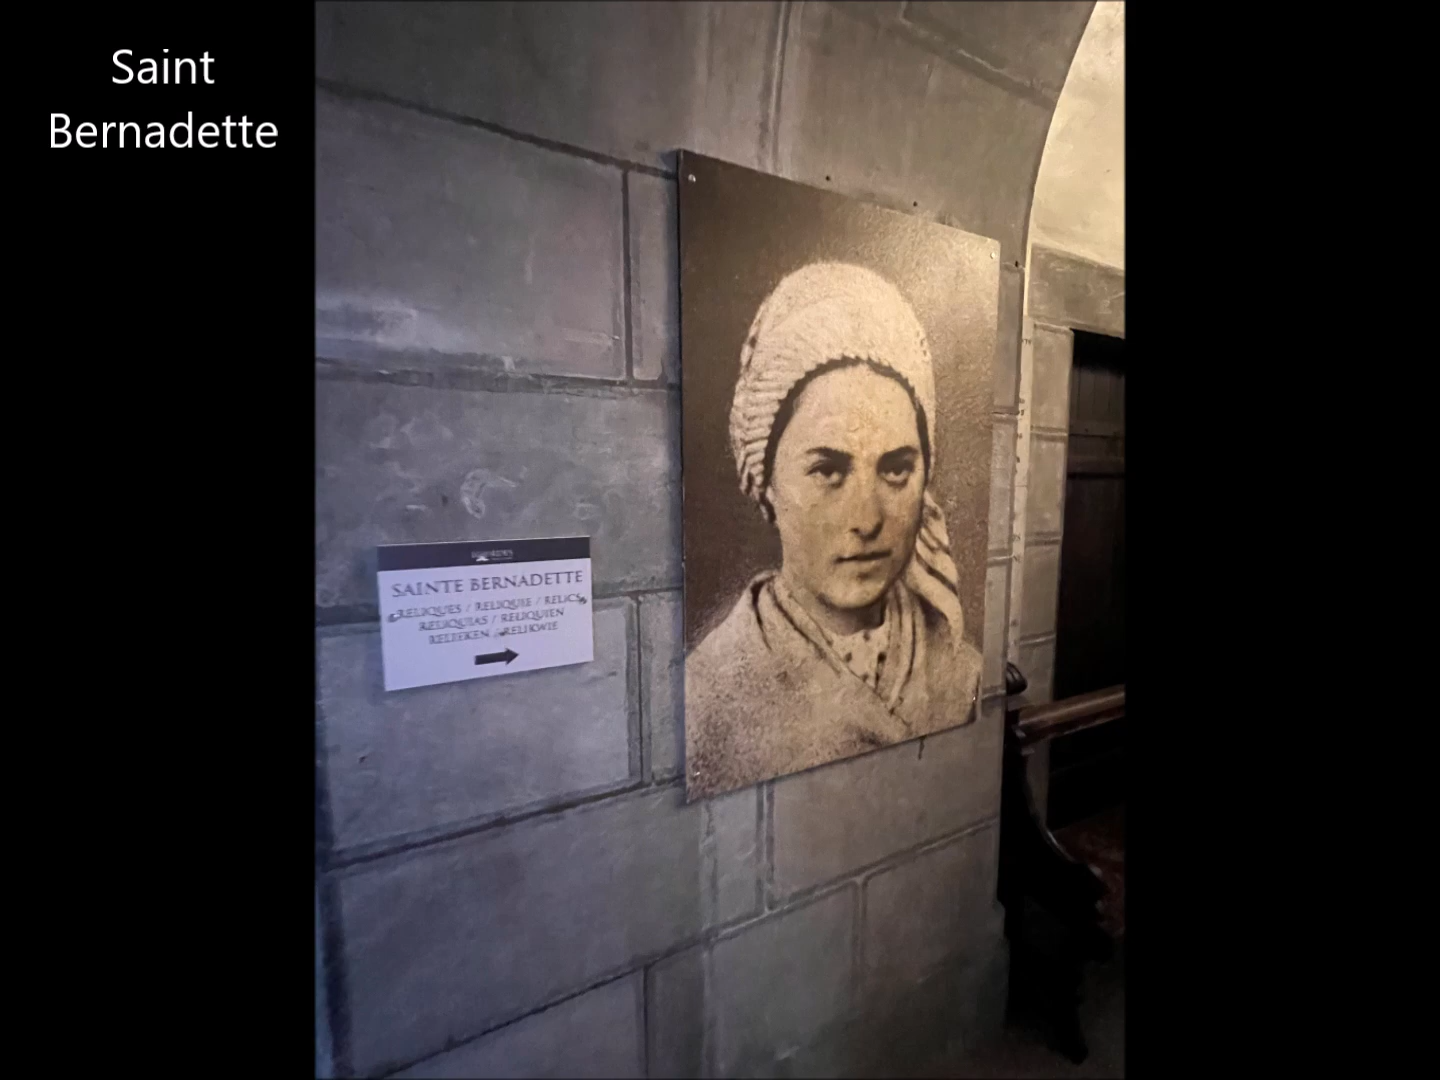 Saint
Bernadette
SAINTE BERNADETTE
RELIQUES / RELIQUIE / RELICS
RELIQUIAS / RELIQUIEN
RELIEKEN / RELIKWIE